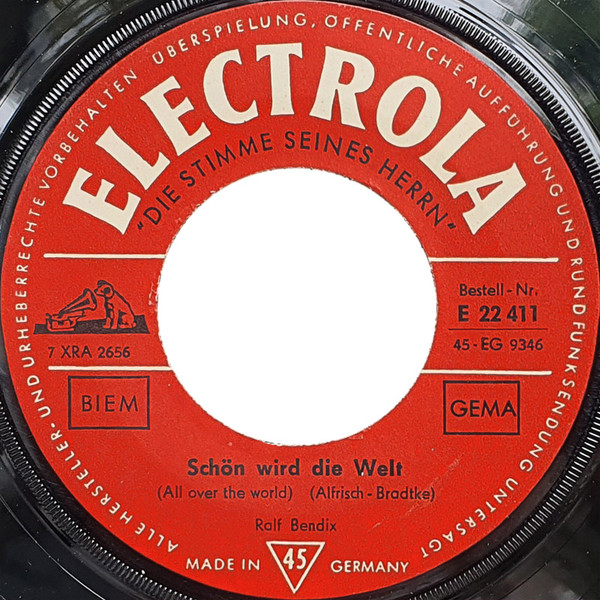 ALLE HERSTELLER- UND URHEBERRECHTE VORBEHALTEN ÜBERSPIELUNG, ÖFFENTLICHE AUFFÜHRUNG UND RUNDFUNKSENDUNG UNTERSAGT
ELECTROLA
"DIE STIMME SEINES HERRN"
Bestell-Nr.
E 22 411
7 XRA 2656
45-EG 9346
BIEM
GEMA
Schön wird die Welt
(All over the world) (Alfrisch-Bradtke)
Ralf Bendix
MADE IN 45 GERMANY